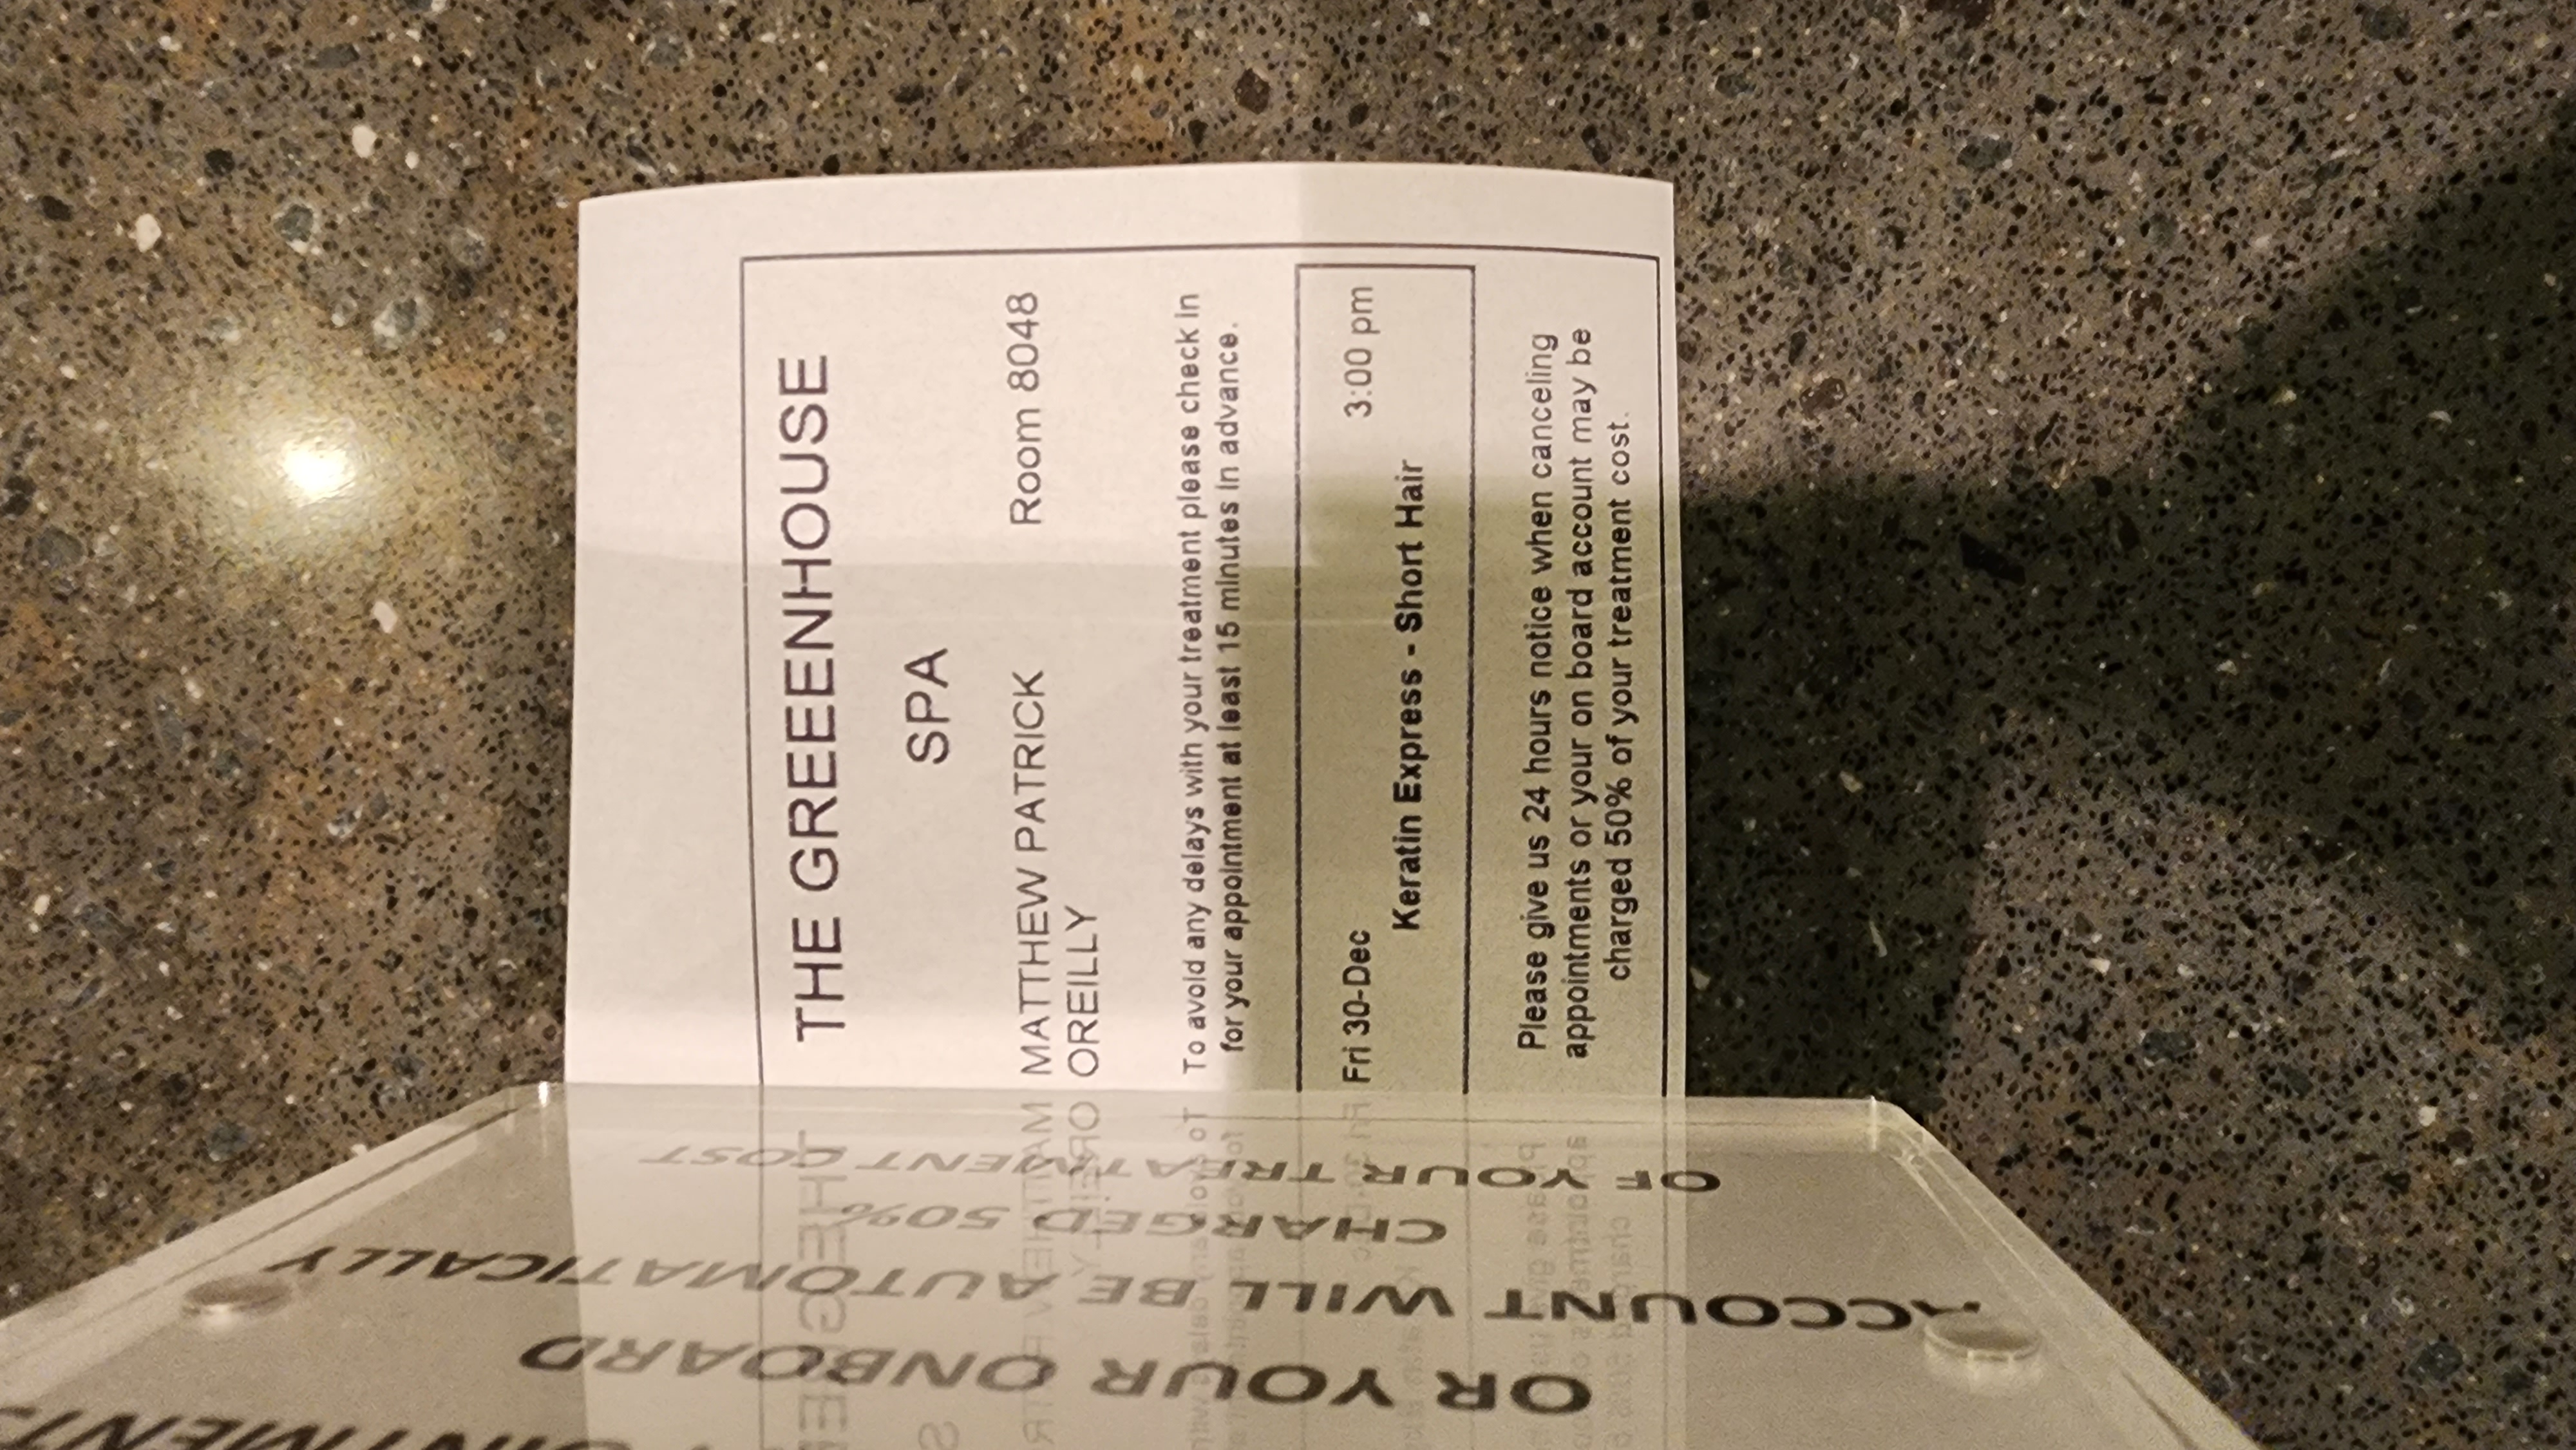 THE GREEENHOUSE
SPA
MATTHEW PATRICK Room 8048
OREILLY
To avoid any delays with your treatment please check in
for your appointment at least 15 minutes in advance.
Fri 30-Dec 3:00 pm
Keratin Express - Short Hair
Please give us 24 hours notice when canceling
appointments or your on board account may be
charged 50% of your treatment cost.
OR YOUR ONBOARD
ACCOUNT WILL BE AUTOMATICALLY
CHARGED 50%
OF YOUR TREATMENT COST